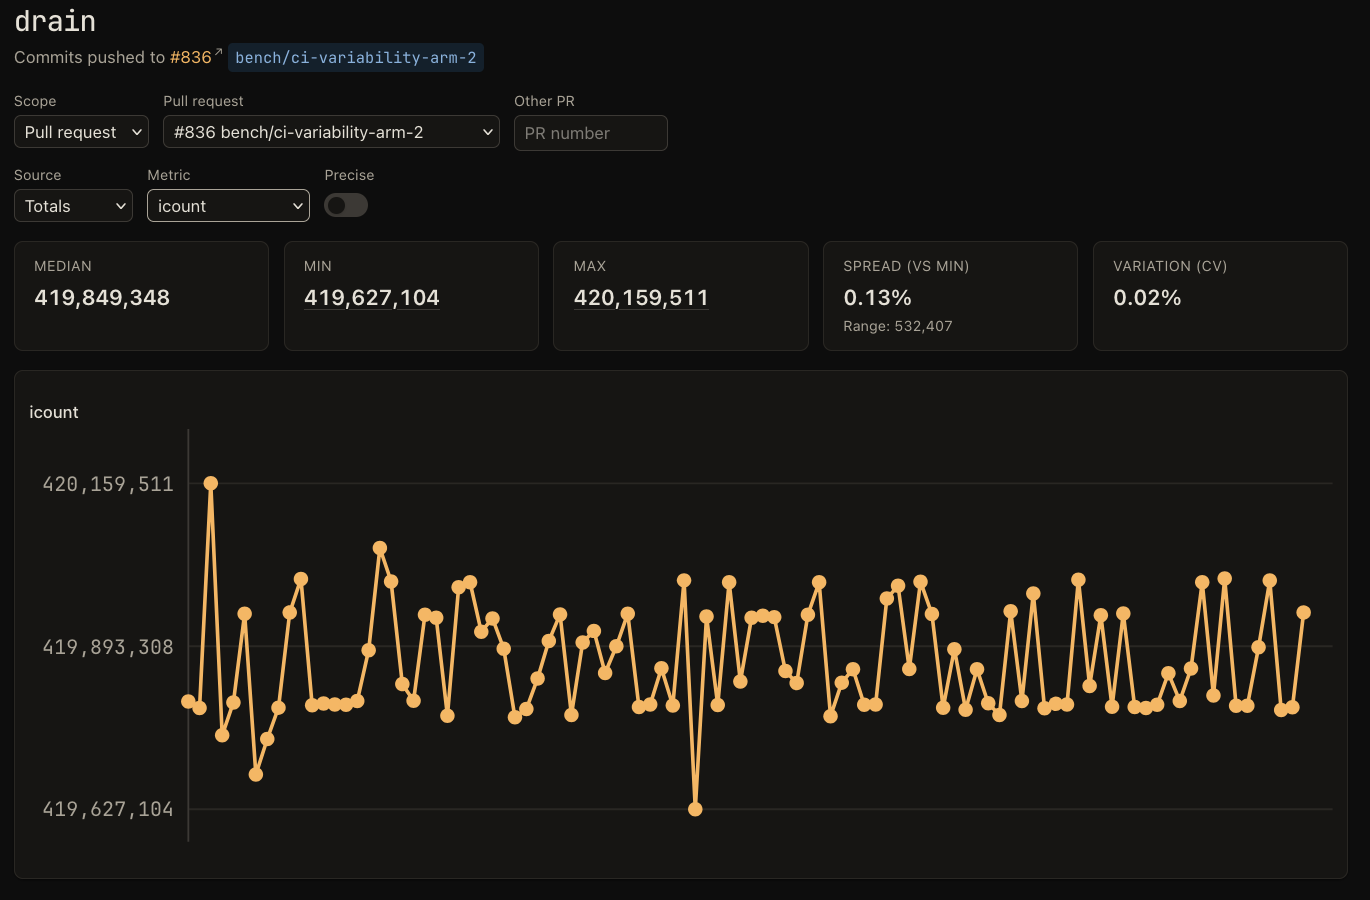 drain
Commits pushed to #836↗ bench/ci-variability-arm-2
Scope Pull request Other PR
Pull request #836 bench/ci-variability-arm-2 PR number
Source Metric Precise
Totals icount
MEDIAN
419,849,348
MIN
419,627,104
MAX
420,159,511
SPREAD (VS MIN)
0.13%
Range: 532,407
VARIATION (CV)
0.02%
icount
420,159,511
419,893,308
419,627,104